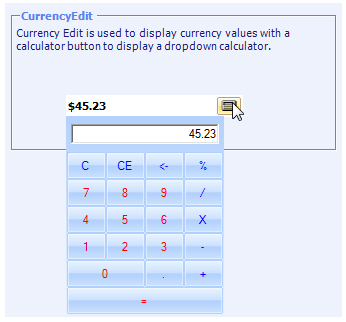 CurrencyEdit
Currency Edit is used to display currency values with a
calculator button to display a dropdown calculator.
$45.23
45.23
C CE <- %
7 8 9 /
4 5 6 X
1 2 3 -
0 . +
=